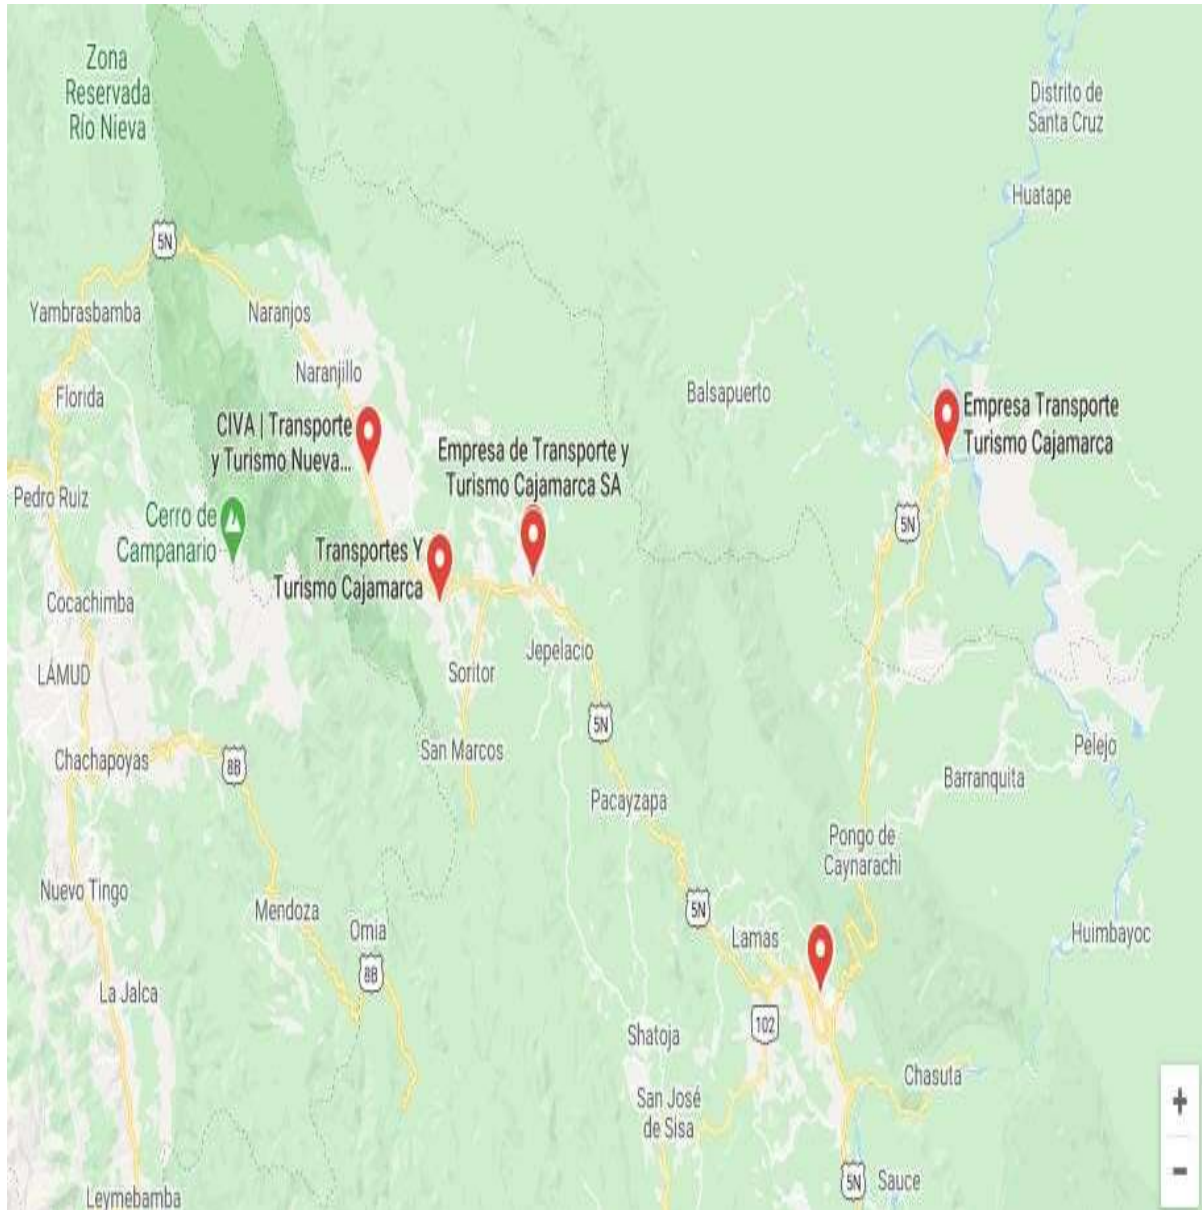 Zona
Reservada
Río Nieva
Distrito de
Santa Cruz
Huatape
5N
Yambrasbamba
Naranjos
Naranjillo
Florida
Balsapuerto
CIVA | Transporte
y Turismo Nueva...
Empresa de Transporte y
Turismo Cajamarca SA
Empresa Transporte
Turismo Cajamarca
Pedro Ruiz
Cerro de
Campanario
5N
Transportes Y
Turismo Cajamarca
Cocachimba
Jepelacio
LÁMUD
Soritor
5N
San Marcos
Pelejo
Chachapoyas
8B
Barranquita
Pacayzapa
Pongo de
Caynarachi
Nuevo Tingo
Mendoza
5N
Omia
Lamas
Huimbayoc
8B
La Jalca
102
Shatoja
Chasuta
San José
de Sisa
+
Leymebamba
5N
Sauce
-